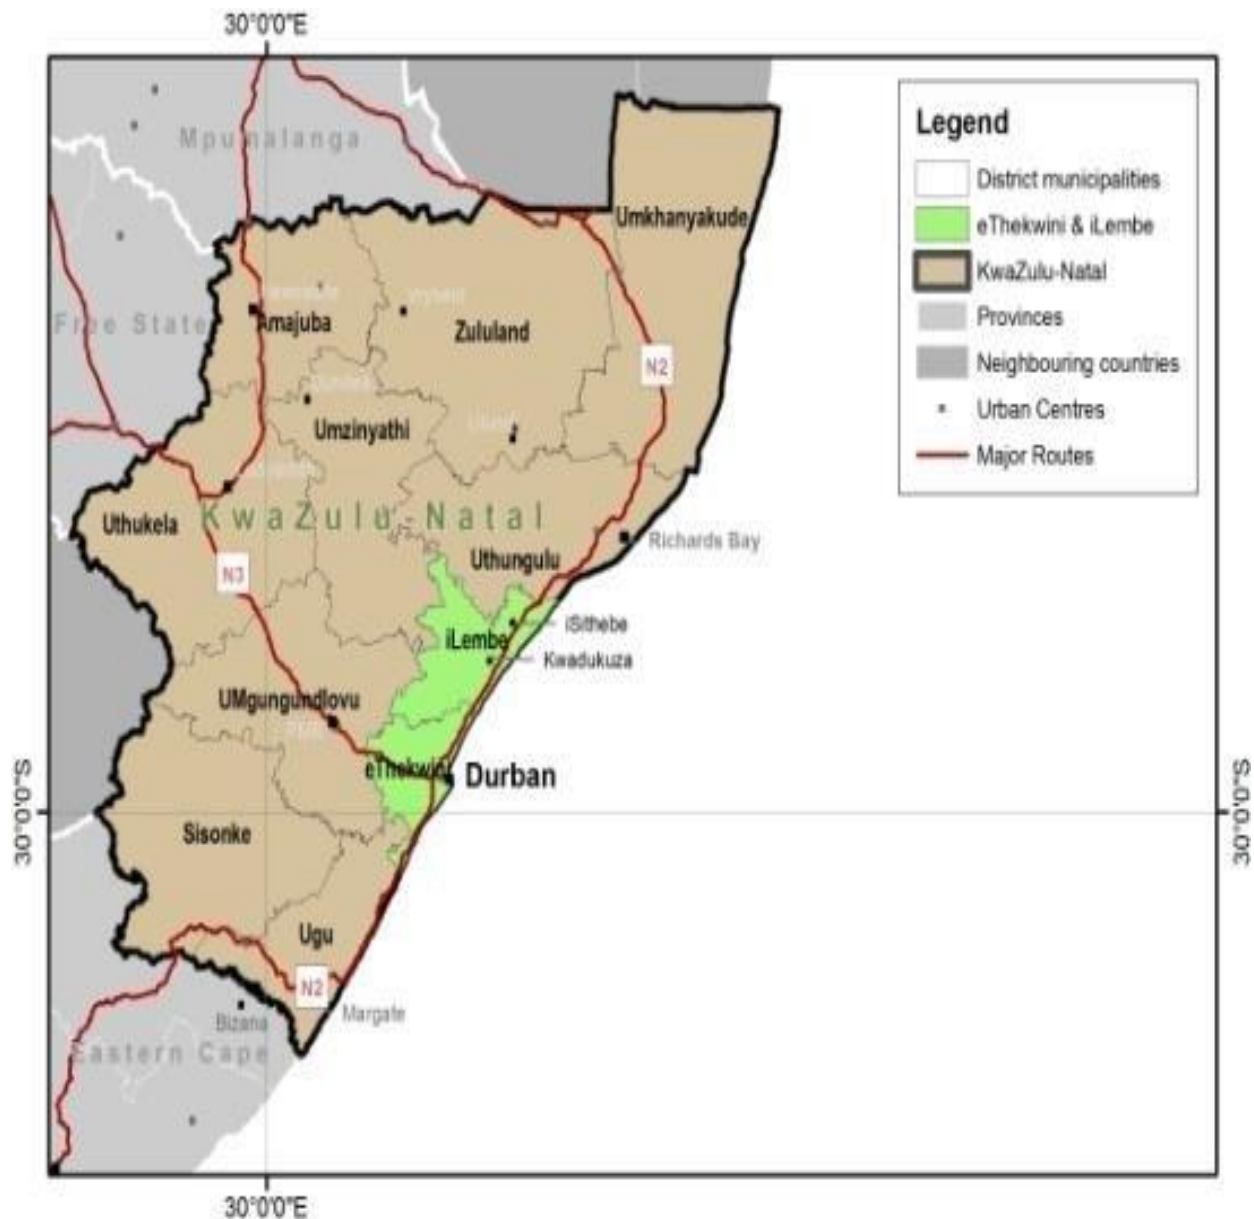 30°0'0"E
Mpumalanga
Free State
Umkhanyakude
Amajuba
Vryheid
Zululand
N2
Umzinyathi
Uthukela
KwaZulu-Natal
Richards Bay
Uthungulu
N3
iSithebe
iLembe
Kwadukuza
UMgungundlovu
eThekwini
Durban
30°0'0"S
30°0'0"S
Sisonke
Ugu
N2
Margate
Bizana
Eastern Cape
30°0'0"E
Legend
District municipalities
eThekwini & iLembe
KwaZulu-Natal
Provinces
Neighbouring countries
Urban Centres
Major Routes